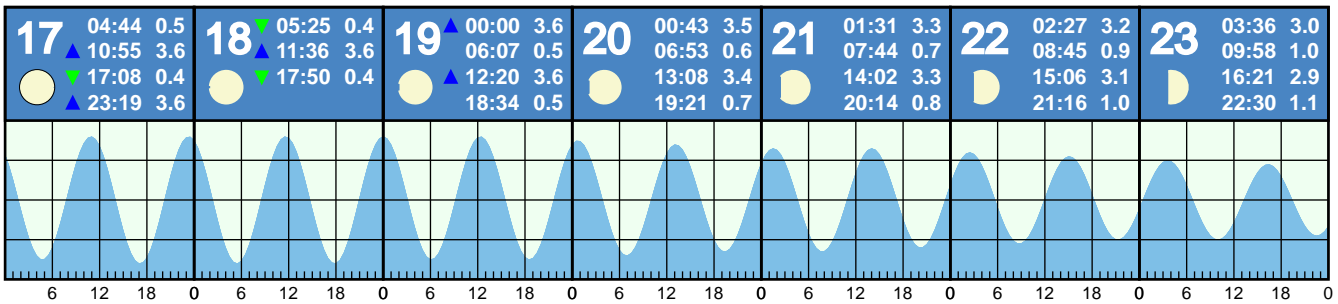 17
04:44 0.5
▲ 10:55 3.6
▼ 17:08 0.4
▲ 23:19 3.6
18
▼ 05:25 0.4
▲ 11:36 3.6
▼ 17:50 0.4
19
▲ 00:00 3.6
06:07 0.5
▲ 12:20 3.6
18:34 0.5
20
00:43 3.5
06:53 0.6
13:08 3.4
19:21 0.7
21
01:31 3.3
07:44 0.7
14:02 3.3
20:14 0.8
22
02:27 3.2
08:45 0.9
15:06 3.1
21:16 1.0
23
03:36 3.0
09:58 1.0
16:21 2.9
22:30 1.1
6 12 18 0 6 12 18 0 6 12 18 0 6 12 18 0 6 12 18 0 6 12 18 0 6 12 18 0